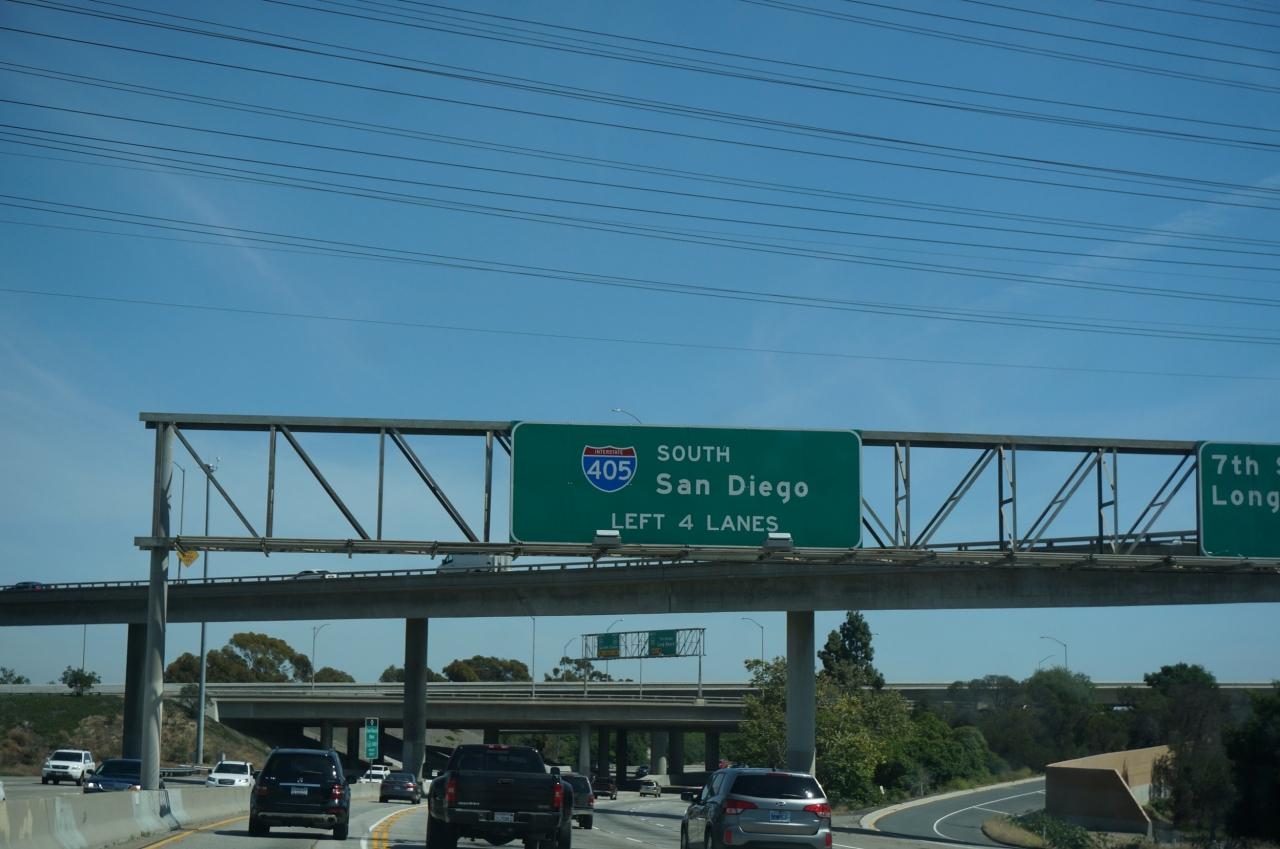 INTERSTATE
405
SOUTH
San Diego
LEFT 4 LANES
7th
Long